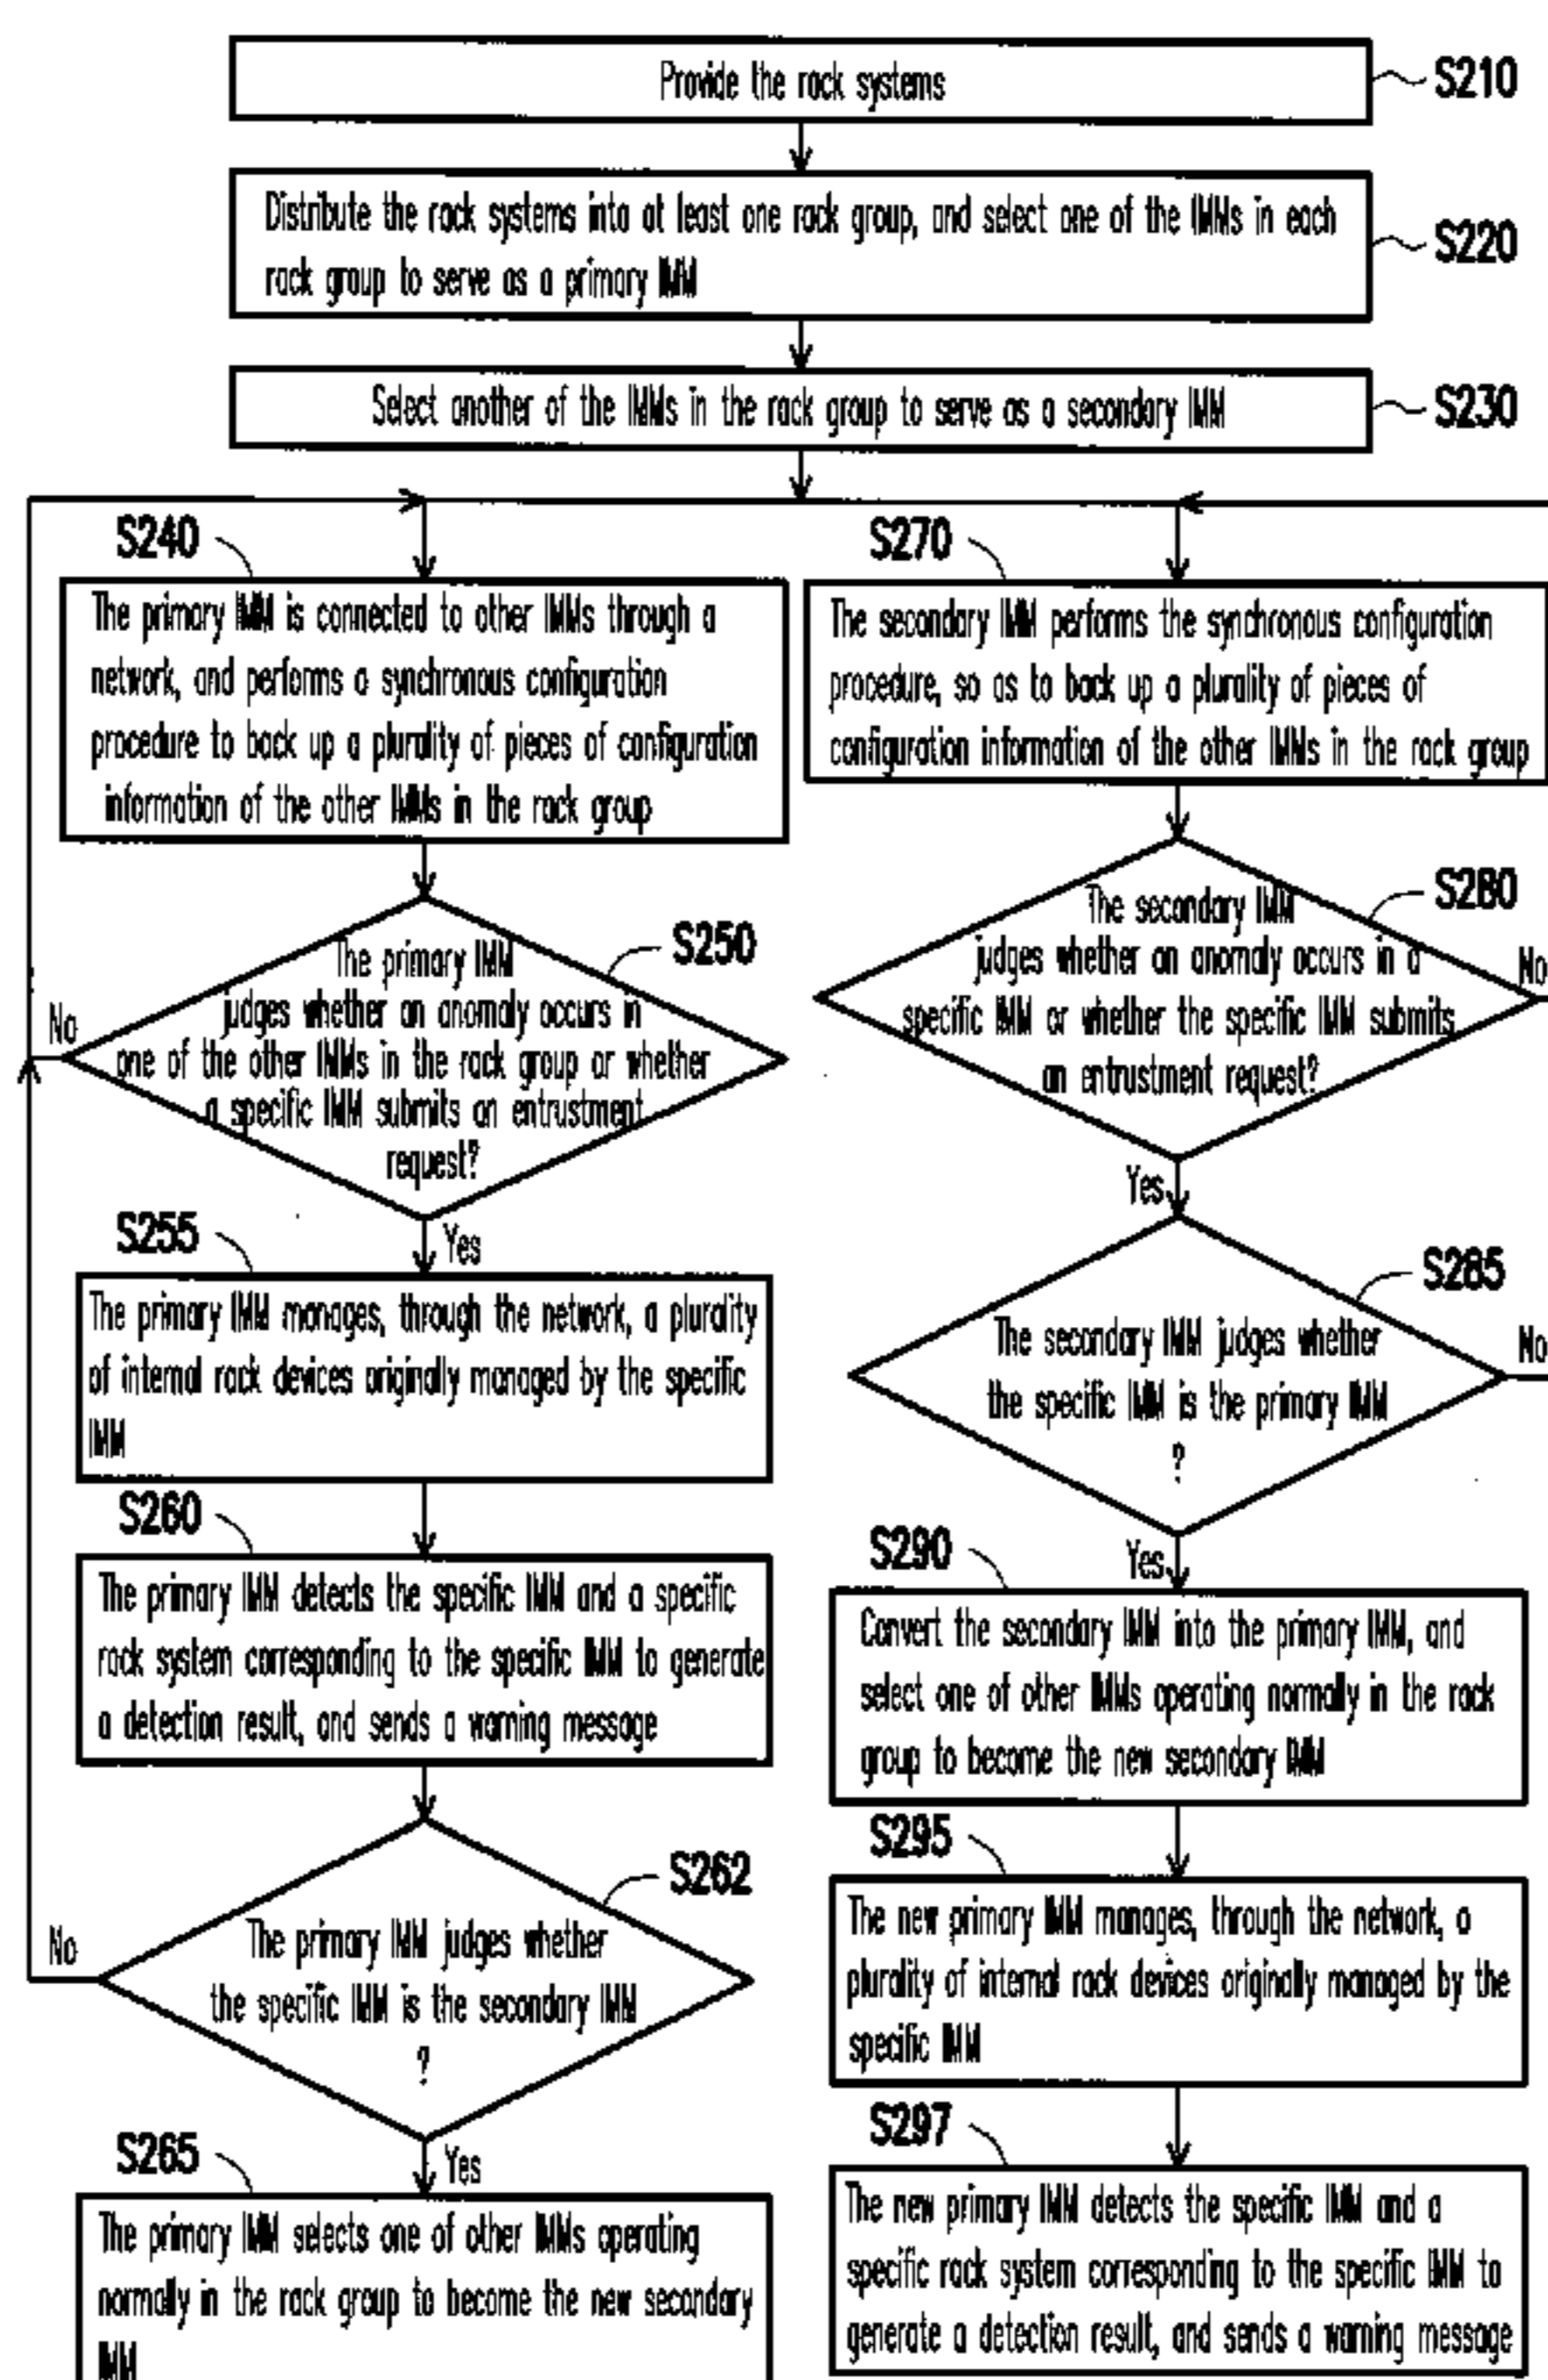 Provide the rack systems
S210
Distribute the rack systems into at least one rack group, and select one of the IMMs in each
rack group to serve as a primary IMM
S220
Select another of the IMMs in the rack group to serve as a secondary IMM
S230
S240
The primary IMM is connected to other IMMs through a
network, and performs a synchronous configuration
procedure to back up a plurality of pieces of configuration
information of the other IMMs in the rack group
S250
The primary IMM
judges whether an anomaly occurs in
one of the other IMMs in the rack group or whether
a specific IMM submits an entrustment
request?
No
Yes
S255
The primary IMM manages, through the network, a plurality
of internal rack devices originally managed by the specific
IMM
S260
The primary IMM detects the specific IMM and a specific
rack system corresponding to the specific IMM to generate
a detection result, and sends a warning message
S262
The primary IMM judges whether
the specific IMM is the secondary IMM
?
No
Yes
S265
The primary IMM selects one of other IMMs operating
normally in the rack group to become the new secondary
IMM
S270
The secondary IMM performs the synchronous configuration
procedure, so as to back up a plurality of pieces of
configuration information of the other IMMs in the rack group
S280
The secondary IMM
judges whether an anomaly occurs in a
specific IMM or whether the specific IMM submits
an entrustment request?
No
Yes
S285
The secondary IMM judges whether
the specific IMM is the primary IMM
?
No
Yes
S290
Convert the secondary IMM into the primary IMM, and
select one of other IMMs operating normally in the rack
group to become the new secondary IMM
S295
The new primary IMM manages, through the network, a
plurality of internal rack devices originally managed by the
specific IMM
S297
The new primary IMM detects the specific IMM and a
specific rack system corresponding to the specific IMM to
generate a detection result, and sends a warning message